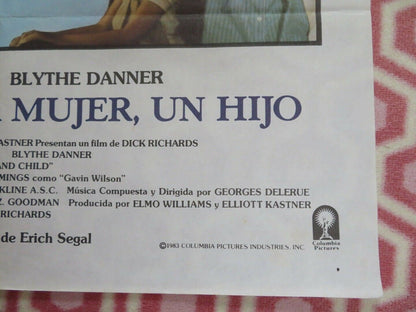 BLYTHE DANNER
MUJER, UN HIJO
KASTNER Presentan un film de DICK RICHARDS
BLYTHE DANNER
AND CHILD"
MINGS como "Gavin Wilson"
KLINE A.S.C. Música Compuesta y Dirigida por GEORGES DELERUE
Z. GOODMAN Producida por ELMO WILLIAMS y ELLIOTT KASTNER
RICHARDS
de Erich Segal
©1983 COLUMBIA PICTURES INDUSTRIES, INC.
Columbia
Pictures